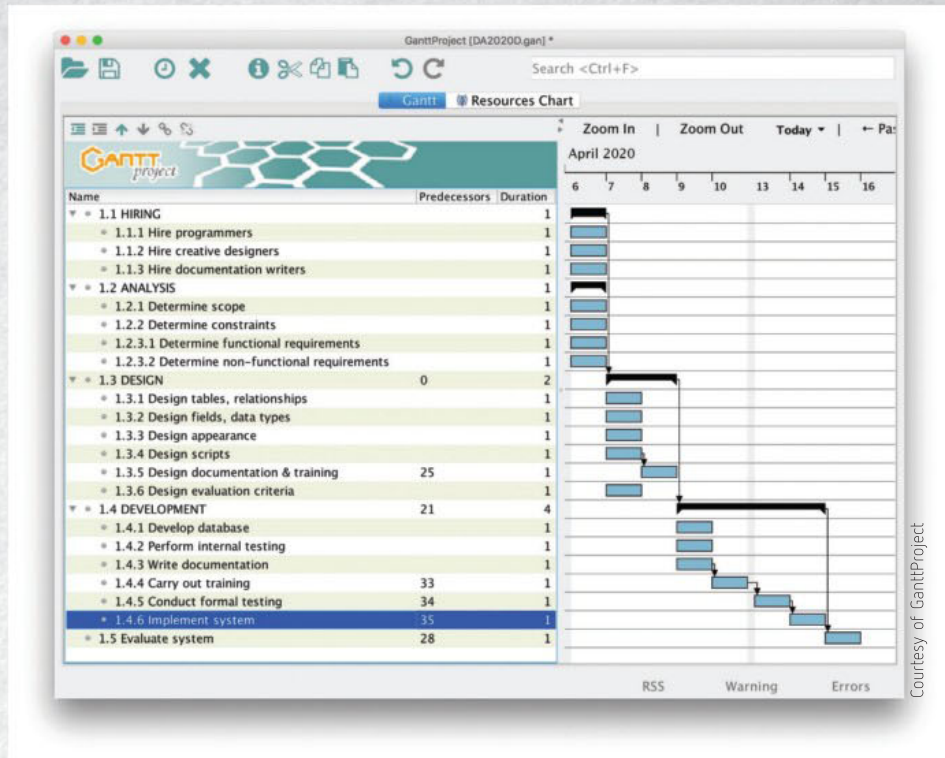 GanttProject [DA2020D.gan] *
Search <Ctrl+F>
Gantt Resources Chart
Zoom In | Zoom Out Today ▾ | ← Pa
GANTT project
April 2020
6 7 8 9 10 13 14 15 16
Name Predecessors Duration
1.1 HIRING 1
1.1.1 Hire programmers 1
1.1.2 Hire creative designers 1
1.1.3 Hire documentation writers 1
1.2 ANALYSIS 1
1.2.1 Determine scope 1
1.2.2 Determine constraints 1
1.2.3.1 Determine functional requirements 1
1.2.3.2 Determine non-functional requirements 1
1.3 DESIGN 0 2
1.3.1 Design tables, relationships 1
1.3.2 Design fields, data types 1
1.3.3 Design appearance 1
1.3.4 Design scripts 1
1.3.5 Design documentation & training 25 1
1.3.6 Design evaluation criteria 1
1.4 DEVELOPMENT 21 4
1.4.1 Develop database 1
1.4.2 Perform internal testing 1
1.4.3 Write documentation 1
1.4.4 Carry out training 33 1
1.4.5 Conduct formal testing 34 1
1.4.6 Implement system 35 1
1.5 Evaluate system 28 1
RSS Warning Errors
Courtesy of GanttProject